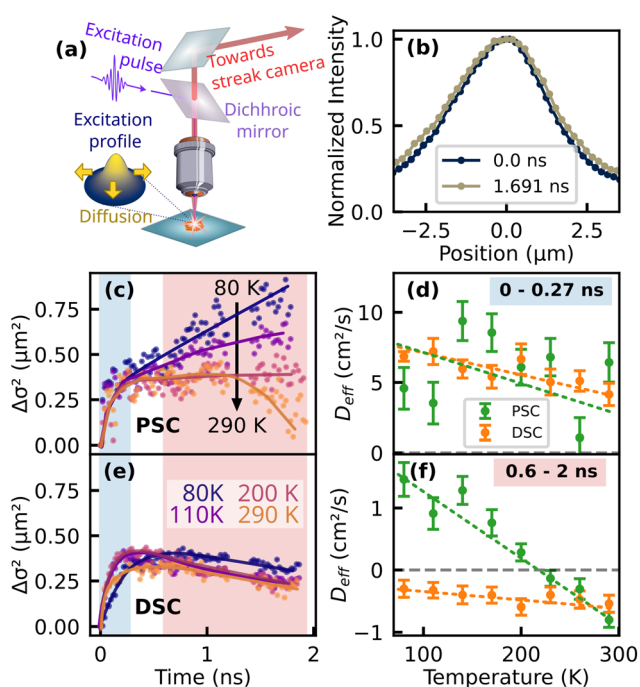 (a)
Excitation
pulse
Towards
streak camera
Dichhroic
mirror
Excitation
profile
Diffusion
(b)
Normalized Intensity
1.0
0.5
0.0
0.0 ns
1.691 ns
−2.5 0.0 2.5
Position (μm)
(c)
Δσ² (μm²)
0.75
0.50
0.25
0.00
80 K
290 K
PSC
(d)
0 - 0.27 ns
D_eff (cm²/s)
10
5
0
PSC
DSC
(e)
Δσ² (μm²)
0.75
0.50
0.25
0.00
80K 200 K
110K 290 K
DSC
0 1 2
Time (ns)
(f)
0.6 - 2 ns
D_eff (cm²/s)
1
0
−1
100 200 300
Temperature (K)